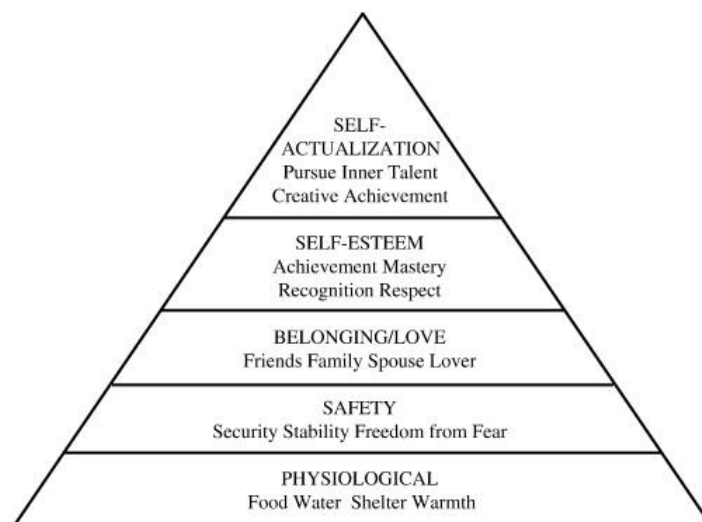 SELF-
ACTUALIZATION
Pursue Inner Talent
Creative Achievement
SELF-ESTEEM
Achievement Mastery
Recognition Respect
BELONGING/LOVE
Friends Family Spouse Lover
SAFETY
Security Stability Freedom from Fear
PHYSIOLOGICAL
Food Water Shelter Warmth